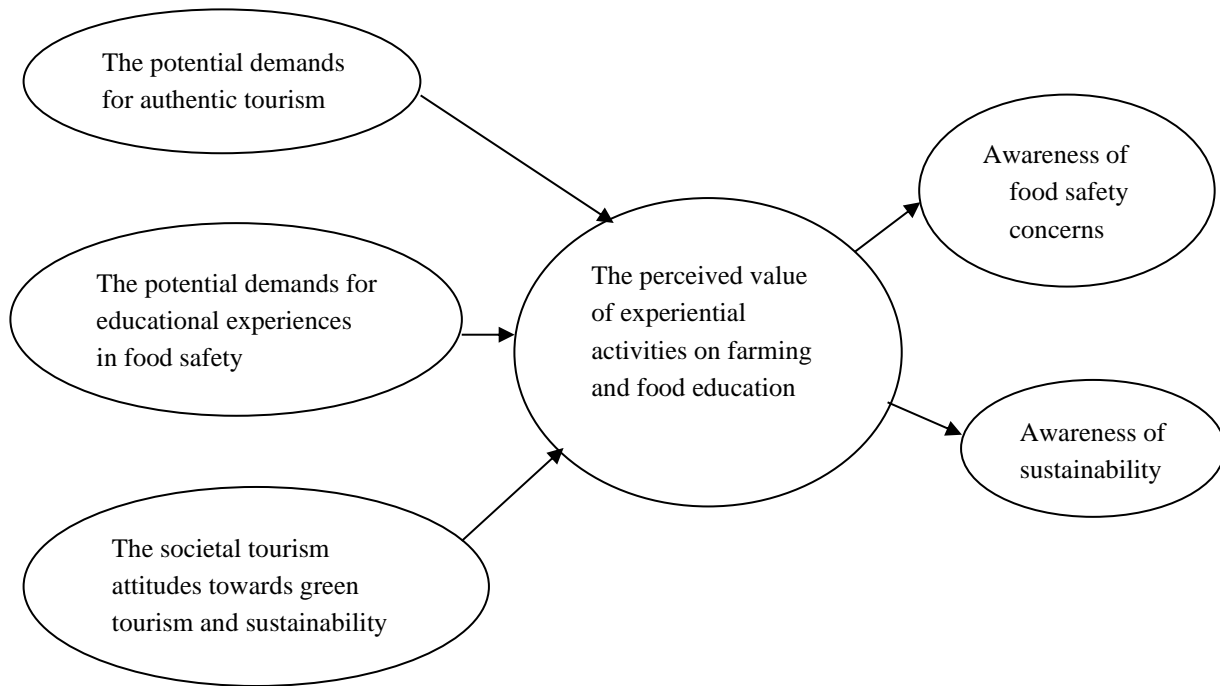 The potential demands
for authentic tourism
The potential demands for
educational experiences
in food safety
The societal tourism
attitudes towards green
tourism and sustainability
The perceived value
of experiential
activities on farming
and food education
Awareness of
food safety
concerns
Awareness of
sustainability